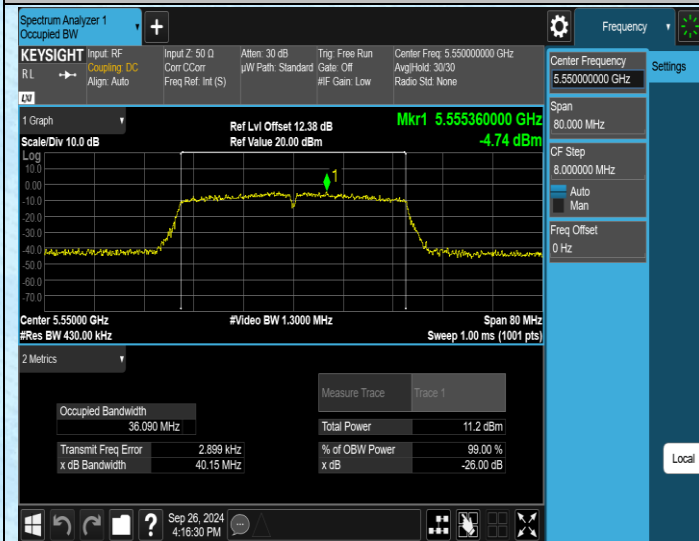 Spectrum Analyzer 1
Occupied BW
+
Frequency
KEYSIGHT
RL
LXI
Input: RF
Coupling: DC
Align: Auto
Input Z: 50 Ω
Corr CCorr
Freq Ref: Int (S)
Atten: 30 dB
µW Path: Standard
Trig: Free Run
Gate: Off
#IF Gain: Low
Center Freq: 5.550000000 GHz
Avg|Hold: 30/30
Radio Std: None
Center Frequency
5.550000000 GHz
Settings
Span
80.000 MHz
CF Step
8.000000 MHz
Auto
Man
Freq Offset
0 Hz
Local
1 Graph
Scale/Div 10.0 dB
Ref Lvl Offset 12.38 dB
Ref Value 20.00 dBm
Mkr1 5.555360000 GHz
-4.74 dBm
Log
10.0
0.00
-10.0
-20.0
-30.0
-40.0
-50.0
-60.0
-70.0
1
Center 5.55000 GHz
#Res BW 430.00 kHz
#Video BW 1.3000 MHz
Span 80 MHz
Sweep 1.00 ms (1001 pts)
2 Metrics
Measure Trace Trace 1
Occupied Bandwidth
36.090 MHz
Total Power 11.2 dBm
Transmit Freq Error 2.899 kHz
% of OBW Power 99.00 %
x dB Bandwidth 40.15 MHz
x dB -26.00 dB
?
Sep 26, 2024
4:16:30 PM